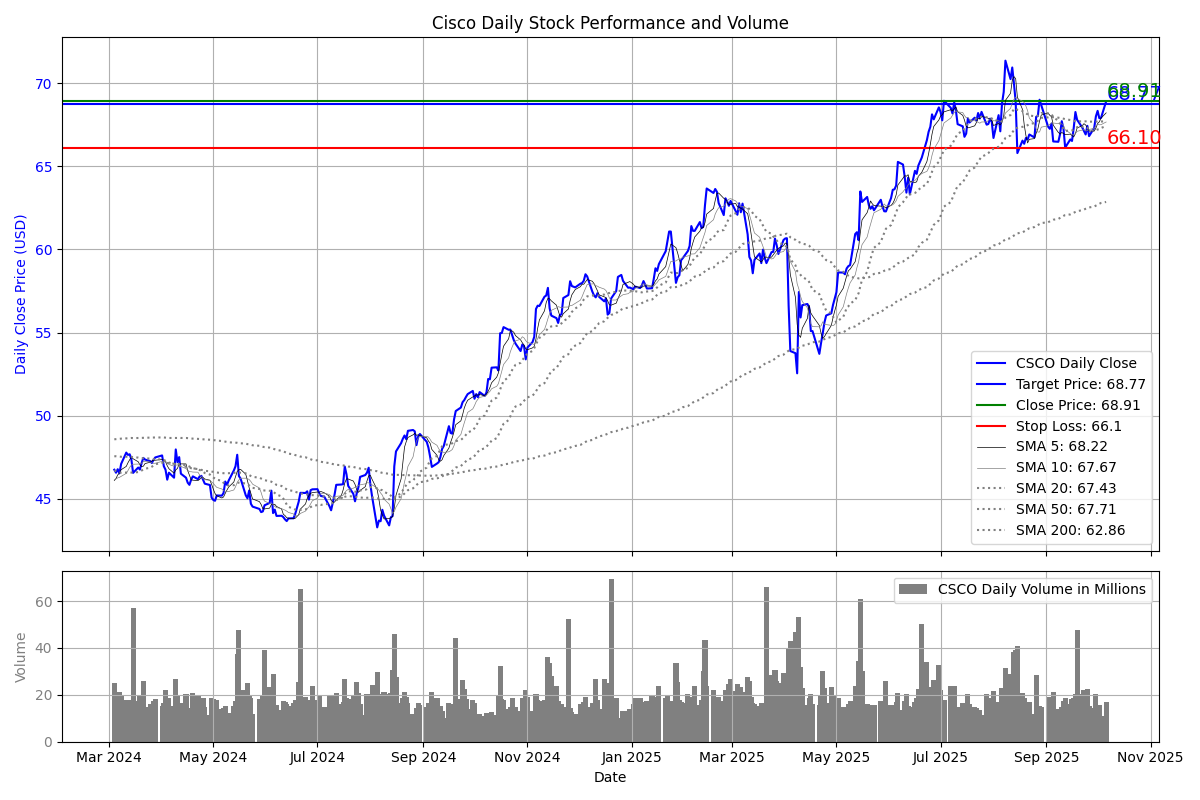 Cisco Daily Stock Performance and Volume
Daily Close Price (USD)
70
65
60
55
50
45
68.91
68.77
66.10
CSCO Daily Close
Target Price: 68.77
Close Price: 68.91
Stop Loss: 66.1
SMA 5: 68.22
SMA 10: 67.67
SMA 20: 67.43
SMA 50: 67.71
SMA 200: 62.86
Volume
60
40
20
0
CSCO Daily Volume in Millions
Mar 2024 May 2024 Jul 2024 Sep 2024 Nov 2024 Jan 2025 Mar 2025 May 2025 Jul 2025 Sep 2025 Nov 2025
Date